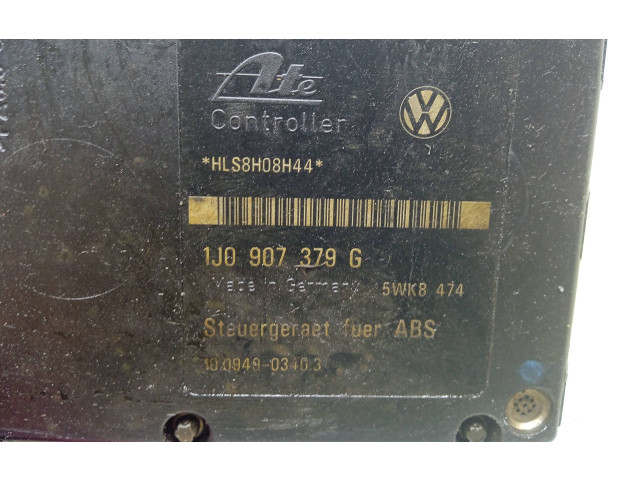 Ate
Controller
*HLS8H08H44*
1J0 907 379 G
Made in Germany
5WK8 474
Steuergeraet fuer ABS
10.0949-0340.3